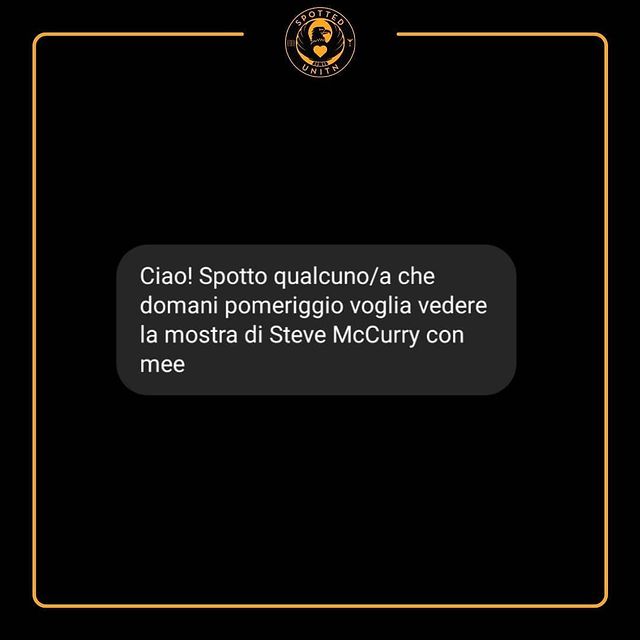 SPOTTED
UNITN
Ciao! Spotto qualcuno/a che
domani pomeriggio voglia vedere
la mostra di Steve McCurry con
mee